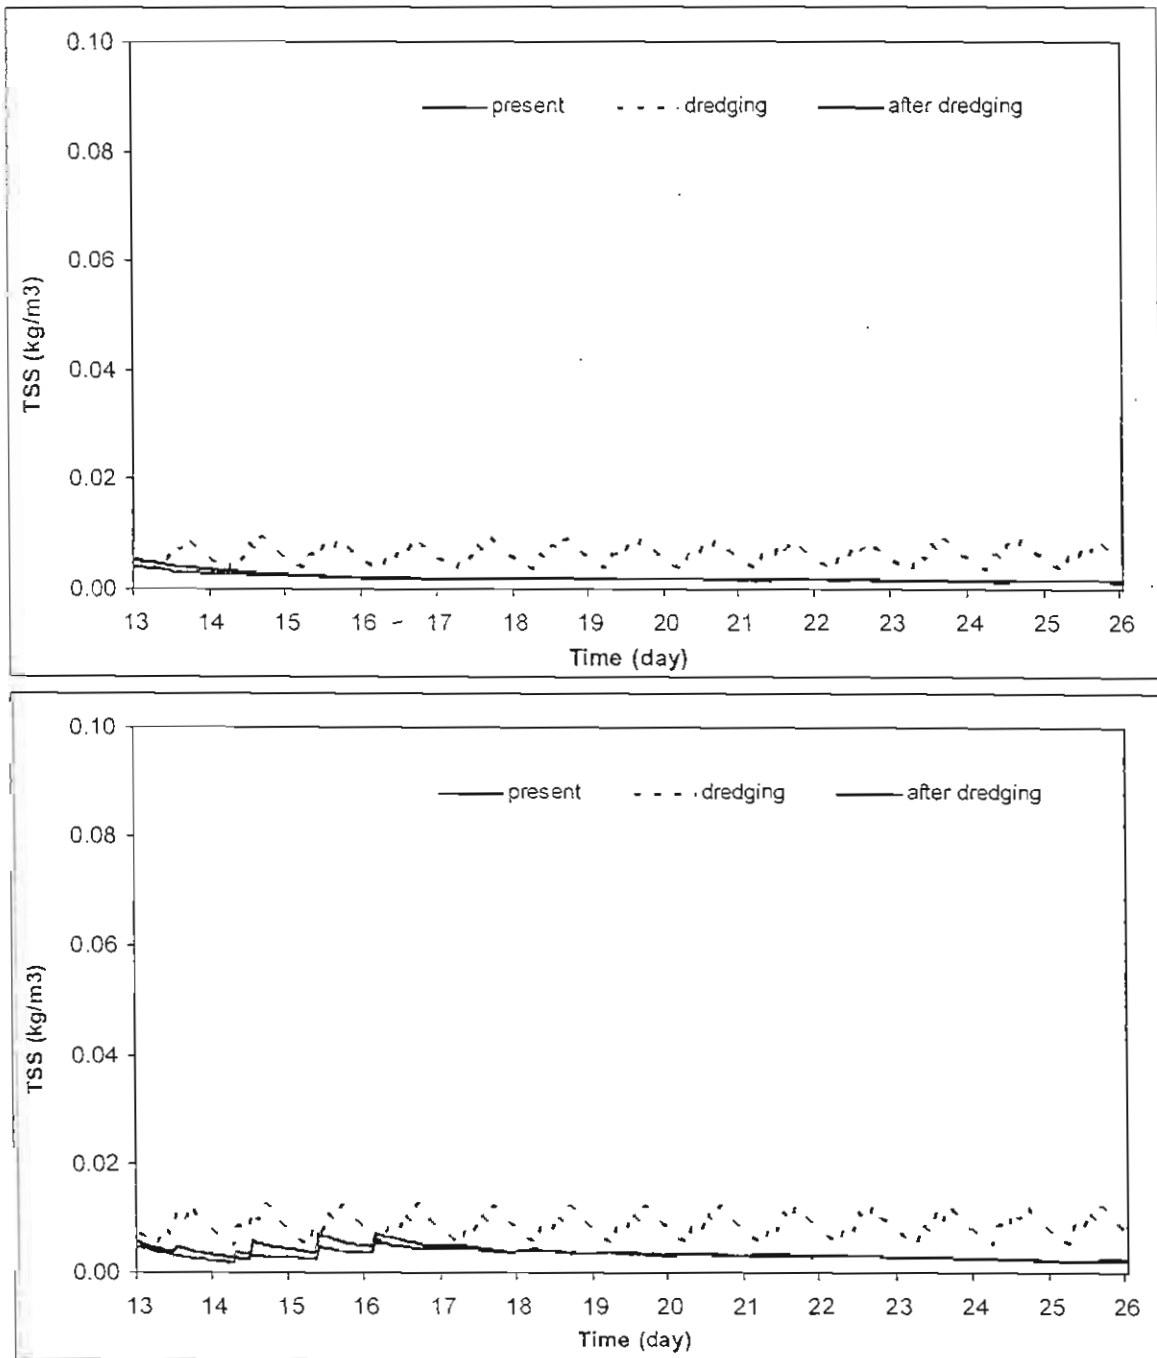 0.10
present dredging after dredging
0.08
0.06
TSS (kg/m3)
0.04
0.02
0.00
13 14 15 16 17 18 19 20 21 22 23 24 25 26
Time (day)
0.10
present dredging after dredging
0.08
0.06
TSS (kg/m3)
0.04
0.02
0.00
13 14 15 16 17 18 19 20 21 22 23 24 25 26
Time (day)